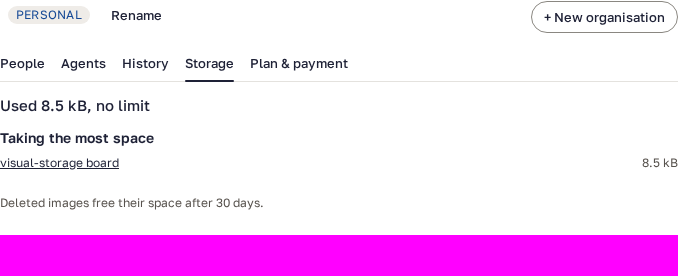 PERSONAL Rename + New organisation
People Agents History Storage Plan & payment
Used 8.5 kB, no limit
Taking the most space
visual-storage board 8.5 kB
Deleted images free their space after 30 days.